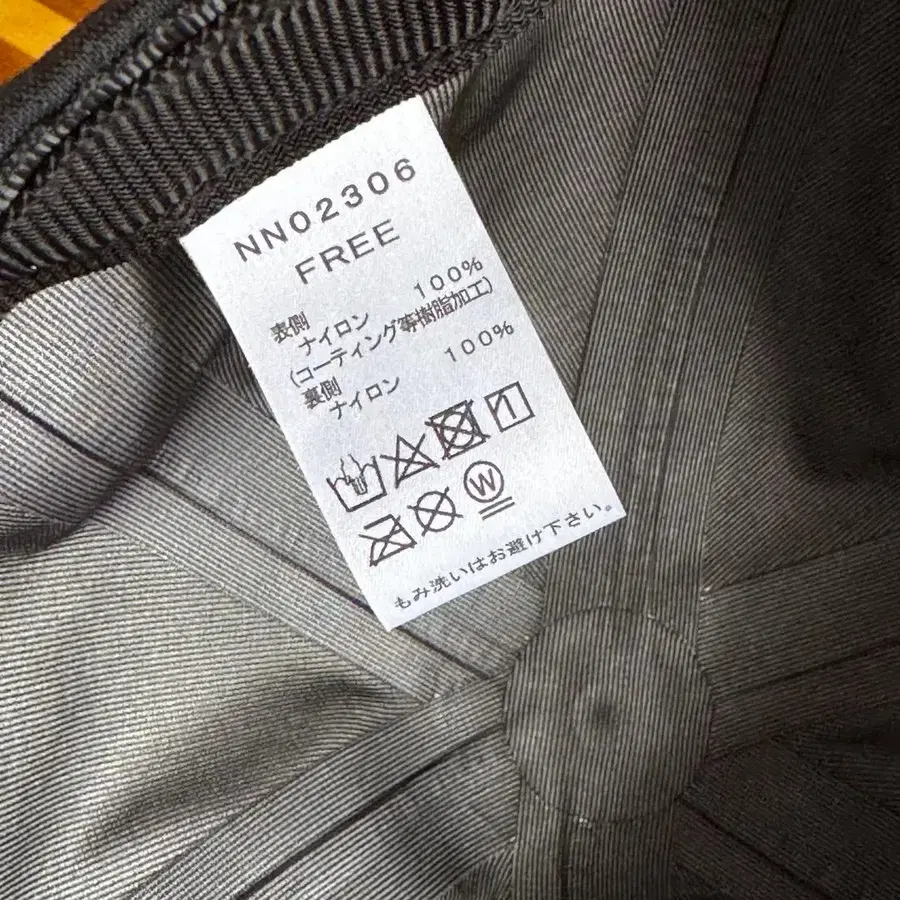 NN02306
FREE
表側
ナイロン 100%
(コーティング等樹脂加工)
裏側
ナイロン 100%
W
もみ洗いはお避け下さい。